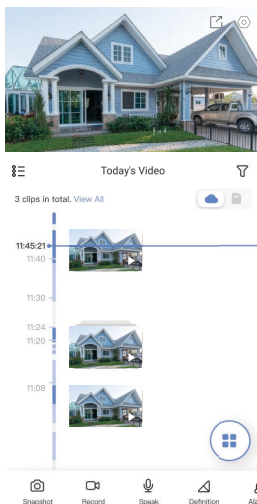 Today's Video
3 clips in total. View All
11:45:21
11:40
11:30
11:24
11:20
11:08
Snapshot
Record
Speak
Definition
Ala